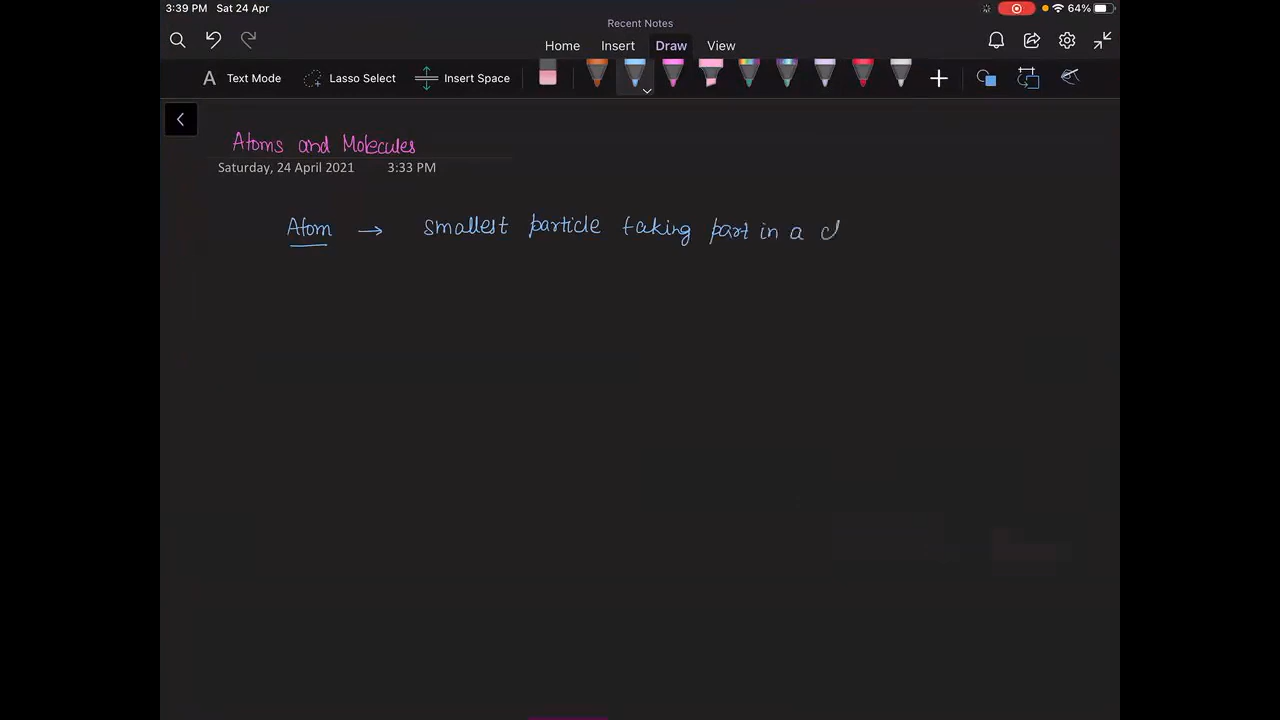 3:39 PM Sat 24 Apr 64%
Recent Notes
Home Insert Draw View
A Text Mode Lasso Select Insert Space
Atoms and Molecules
Saturday, 24 April 2021 3:33 PM
Atom → smallest particle taking part in a